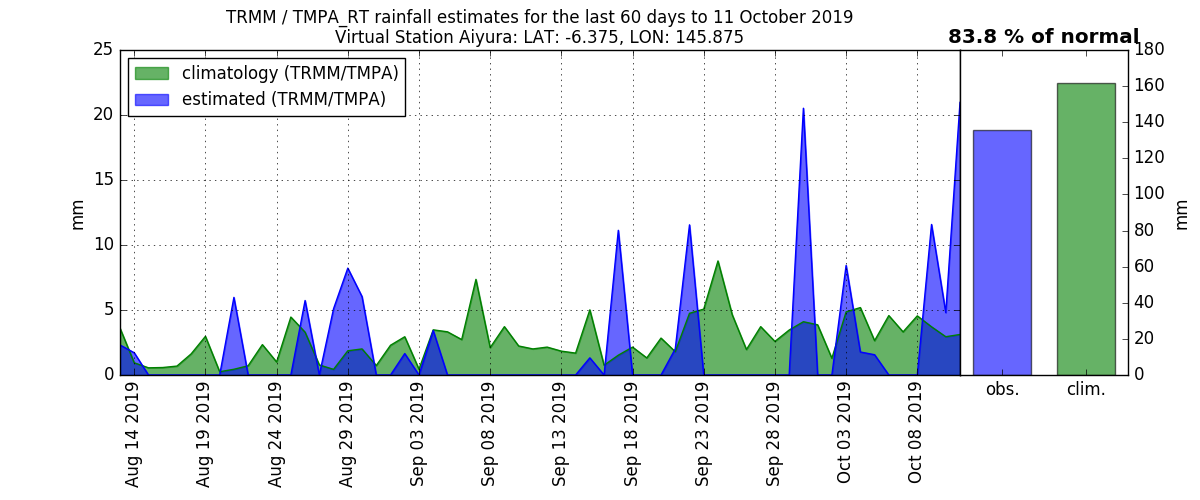 TRMM / TMPA_RT rainfall estimates for the last 60 days to 11 October 2019
Virtual Station Aiyura: LAT: -6.375, LON: 145.875
83.8 % of normal
climatology (TRMM/TMPA)
estimated (TRMM/TMPA)
25
20
15
10
5
0
mm
180
160
140
120
100
80
60
40
20
0
mm
Aug 14 2019
Aug 19 2019
Aug 24 2019
Aug 29 2019
Sep 03 2019
Sep 08 2019
Sep 13 2019
Sep 18 2019
Sep 23 2019
Sep 28 2019
Oct 03 2019
Oct 08 2019
obs.
clim.